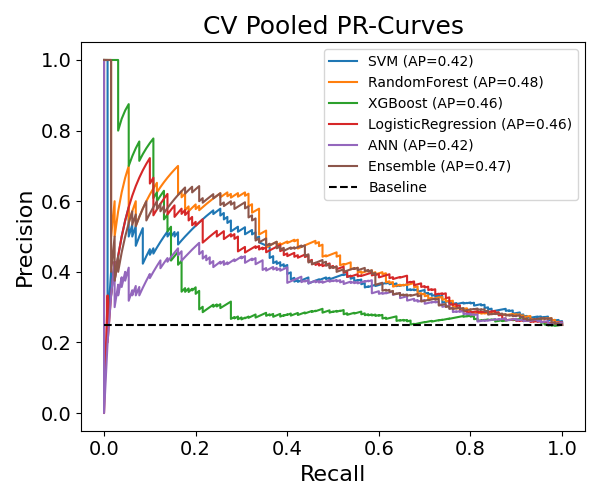 CV Pooled PR-Curves
SVM (AP=0.42)
RandomForest (AP=0.48)
XGBoost (AP=0.46)
LogisticRegression (AP=0.46)
ANN (AP=0.42)
Ensemble (AP=0.47)
Baseline
Precision
1.0
0.8
0.6
0.4
0.2
0.0
0.0 0.2 0.4 0.6 0.8 1.0
Recall